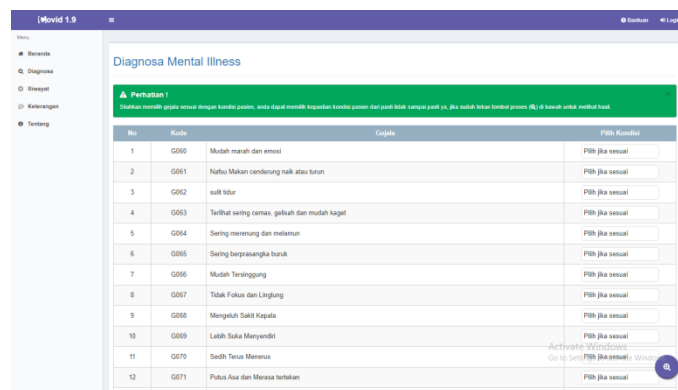 Movid 1.9
Bantuan
Login
Menu
Beranda
Diagnosa
Riwayat
Keterangan
Tentang
Diagnosa Mental Illness
Perhatian !
Silahkan memilih gejala sesuai dengan kondisi pasien, anda dapat memilih kepastian kondisi pasien dari pasti tidak sampai pasti ya, jika sudah tekan tombol proses ( ) di bawah untuk melihat hasil.
No Kode Gejala Pilih Kondisi
1 G060 Mudah marah dan emosi Pilih jika sesuai
2 G061 Nafsu Makan cenderung naik atau turun Pilih jika sesuai
3 G062 sulit tidur Pilih jika sesuai
4 G063 Terlihat sering cemas, gelisah dan mudah kaget Pilih jika sesuai
5 G064 Sering merenung dan melamun Pilih jika sesuai
6 G065 Sering berprasangka buruk Pilih jika sesuai
7 G066 Mudah Tersinggung Pilih jika sesuai
8 G067 Tidak Fokus dan Linglung Pilih jika sesuai
9 G068 Mengeluh Sakit Kepala Pilih jika sesuai
10 G069 Lebih Suka Menyendiri Pilih jika sesuai
Activate Windows
11 G070 Sedih Terus Menerus Pilih jika sesuai
Go to Windows
12 G071 Putus Asa dan Merasa tertekan Pilih jika sesuai